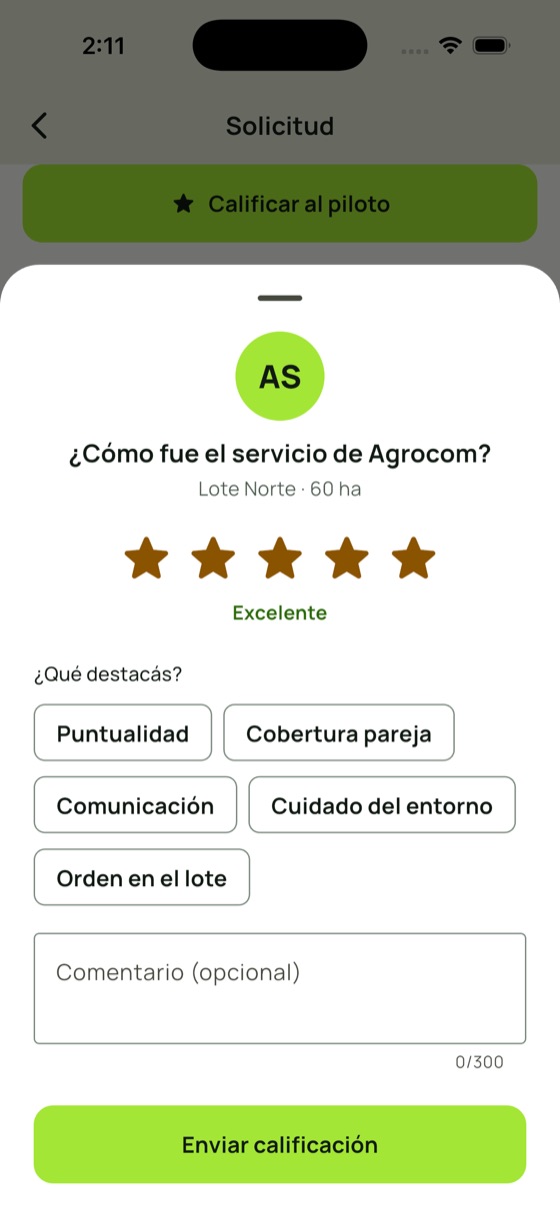 2:11
Solicitud
Calificar al piloto
AS
¿Cómo fue el servicio de Agrocom?
Lote Norte · 60 ha
Excelente
¿Qué destacás?
Puntualidad
Cobertura pareja
Comunicación
Cuidado del entorno
Orden en el lote
Comentario (opcional)
0/300
Enviar calificación